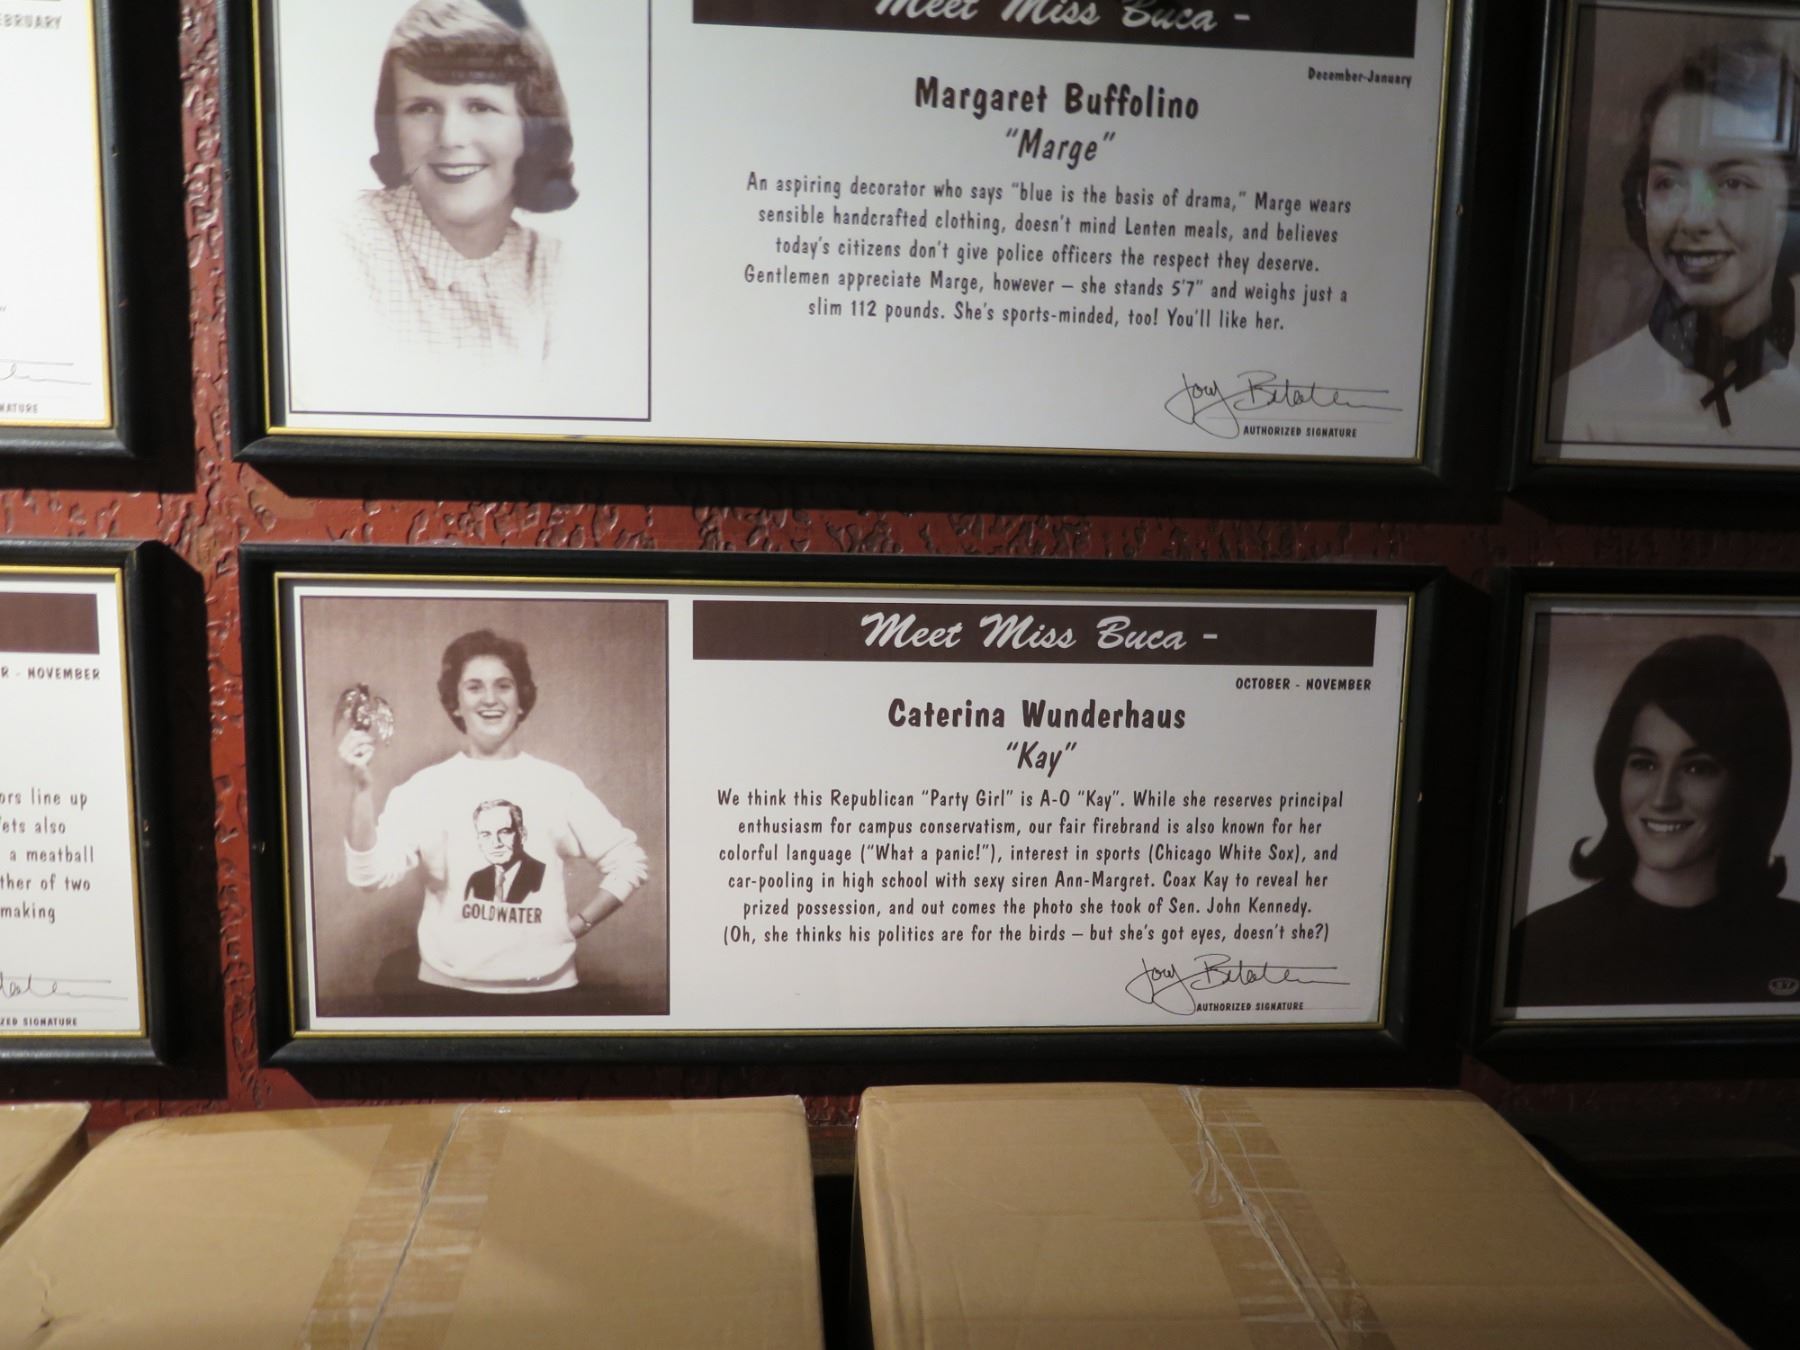 EBRUARY
NATURE
Meet Miss Buca -
December-January
Margaret Buffolino
"Marge"
An aspiring decorator who says "blue is the basis of drama," Marge wears
sensible handcrafted clothing, doesn't mind Lenten meals, and believes
today's citizens don't give police officers the respect they deserve.
Gentlemen appreciate Marge, however – she stands 5'7" and weighs just a
slim 112 pounds. She's sports-minded, too! You'll like her.
AUTHORIZED SIGNATURE
R - NOVEMBER
ors line up
ets also
a meatball
ther of two
making
ZED SIGNATURE
Meet Miss Buca -
OCTOBER - NOVEMBER
Caterina Wunderhaus
"Kay"
We think this Republican "Party Girl" is A-O "Kay". While she reserves principal
enthusiasm for campus conservatism, our fair firebrand is also known for her
colorful language ("What a panic!"), interest in sports (Chicago White Sox), and
car-pooling in high school with sexy siren Ann-Margret. Coax Kay to reveal her
prized possession, and out comes the photo she took of Sen. John Kennedy.
(Oh, she thinks his politics are for the birds – but she's got eyes, doesn't she?)
AUTHORIZED SIGNATURE
GOLDWATER